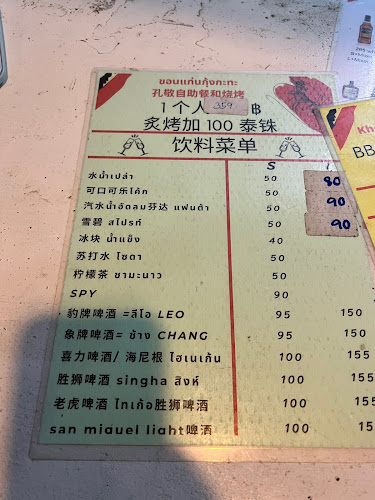 ขอนแก่นกุ้งกะทะ
孔敬自助餐和烧烤
1个人 359 ฿
炙烤加 100 泰铢
饮料菜单
S
水น้ำเปล่า 50 80
可口可乐โค้ก 50 90
汽水น้ำอัดลม芬达 แฟนต้า 50
雪碧 สไปรท์ 50 90
冰块 น้ำแข็ง 40
苏打水 โซดา 50
柠檬茶 ชามะนาว 50
SPY 90
豹牌啤酒 =ลีโอ LEO 95 150
象牌啤酒= ช้าง CHANG 95 150
喜力啤酒/ 海尼根 ไฮเนเก้น 100 155
胜狮啤酒 singha สิงห์ 100 155
老虎啤酒 ไทเก้อ胜狮啤酒 100 155
san miguel light啤酒 100 155
Kh
BB